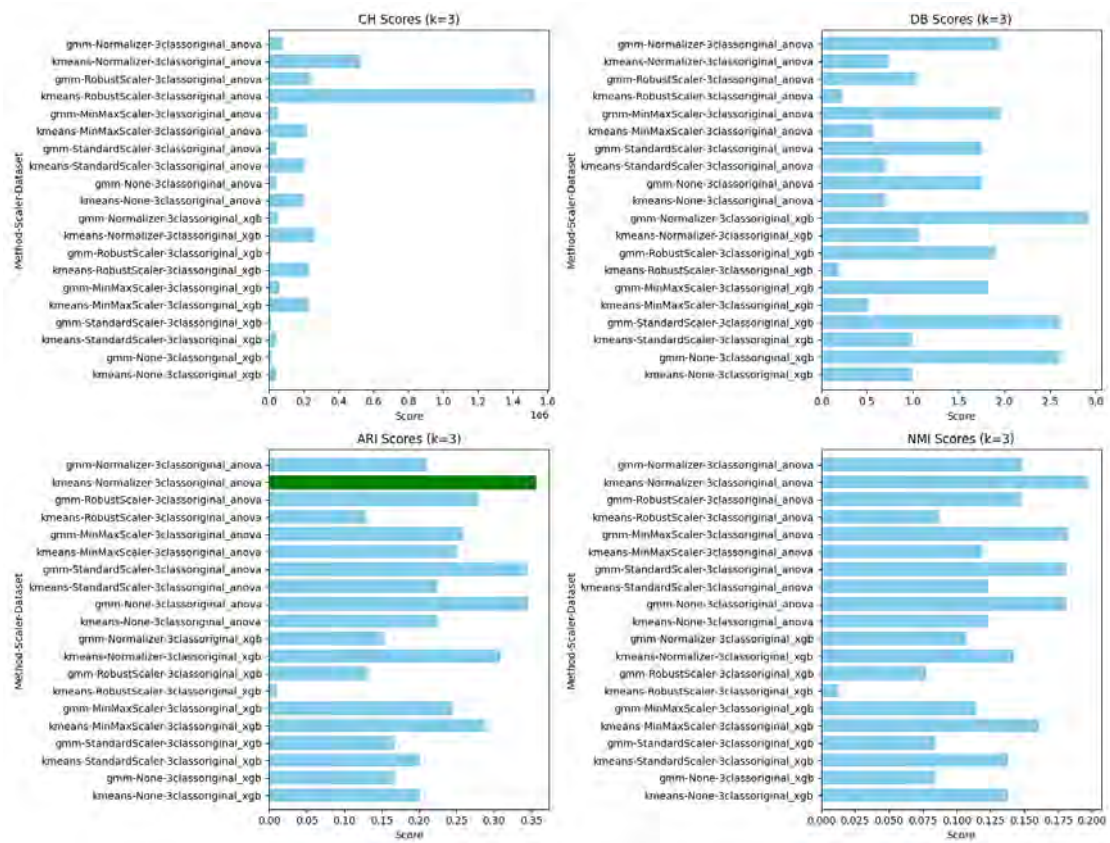 CH Scores (k=3)
Method-Scaler-Dataset
gmm-Normalizer-3classoriginal_anova
kmeans-Normalizer-3classoriginal_anova
gmm-RobustScaler-3classoriginal_anova
kmeans-RobustScaler-3classoriginal_anova
gmm-MinMaxScaler-3classoriginal_anova
kmeans-MinMaxScaler-3classoriginal_anova
gmm-StandardScaler-3classoriginal_anova
kmeans-StandardScaler-3classoriginal_anova
gmm-None-3classoriginal_anova
kmeans-None-3classoriginal_anova
gmm-Normalizer-3classoriginal_xgb
kmeans-Normalizer-3classoriginal_xgb
gmm-RobustScaler-3classoriginal_xgb
kmeans-RobustScaler-3classoriginal_xgb
gmm-MinMaxScaler-3classoriginal_xgb
kmeans-MinMaxScaler-3classoriginal_xgb
gmm-StandardScaler-3classoriginal_xgb
kmeans-StandardScaler-3classoriginal_xgb
gmm-None-3classoriginal_xgb
kmeans-None-3classoriginal_xgb
0.0 0.2 0.4 0.6 0.8 1.0 1.2 1.4 1.6
1e6
Score
DB Scores (k=3)
Method-Scaler-Dataset
gmm-Normalizer-3classoriginal_anova
kmeans-Normalizer-3classoriginal_anova
gmm-RobustScaler-3classoriginal_anova
kmeans-RobustScaler-3classoriginal_anova
gmm-MinMaxScaler-3classoriginal_anova
kmeans-MinMaxScaler-3classoriginal_anova
gmm-StandardScaler-3classoriginal_anova
kmeans-StandardScaler-3classoriginal_anova
gmm-None-3classoriginal_anova
kmeans-None-3classoriginal_anova
gmm-Normalizer-3classoriginal_xgb
kmeans-Normalizer-3classoriginal_xgb
gmm-RobustScaler-3classoriginal_xgb
kmeans-RobustScaler-3classoriginal_xgb
gmm-MinMaxScaler-3classoriginal_xgb
kmeans-MinMaxScaler-3classoriginal_xgb
gmm-StandardScaler-3classoriginal_xgb
kmeans-StandardScaler-3classoriginal_xgb
gmm-None-3classoriginal_xgb
kmeans-None-3classoriginal_xgb
0.0 0.5 1.0 1.5 2.0 2.5 3.0
Score
ARI Scores (k=3)
Method-Scaler-Dataset
gmm-Normalizer-3classoriginal_anova
kmeans-Normalizer-3classoriginal_anova
gmm-RobustScaler-3classoriginal_anova
kmeans-RobustScaler-3classoriginal_anova
gmm-MinMaxScaler-3classoriginal_anova
kmeans-MinMaxScaler-3classoriginal_anova
gmm-StandardScaler-3classoriginal_anova
kmeans-StandardScaler-3classoriginal_anova
gmm-None-3classoriginal_anova
kmeans-None-3classoriginal_anova
gmm-Normalizer-3classoriginal_xgb
kmeans-Normalizer-3classoriginal_xgb
gmm-RobustScaler-3classoriginal_xgb
kmeans-RobustScaler-3classoriginal_xgb
gmm-MinMaxScaler-3classoriginal_xgb
kmeans-MinMaxScaler-3classoriginal_xgb
gmm-StandardScaler-3classoriginal_xgb
kmeans-StandardScaler-3classoriginal_xgb
gmm-None-3classoriginal_xgb
kmeans-None-3classoriginal_xgb
0.00 0.05 0.10 0.15 0.20 0.25 0.30 0.35
Score
NMI Scores (k=3)
Method-Scaler-Dataset
gmm-Normalizer-3classoriginal_anova
kmeans-Normalizer-3classoriginal_anova
gmm-RobustScaler-3classoriginal_anova
kmeans-RobustScaler-3classoriginal_anova
gmm-MinMaxScaler-3classoriginal_anova
kmeans-MinMaxScaler-3classoriginal_anova
gmm-StandardScaler-3classoriginal_anova
kmeans-StandardScaler-3classoriginal_anova
gmm-None-3classoriginal_anova
kmeans-None-3classoriginal_anova
gmm-Normalizer-3classoriginal_xgb
kmeans-Normalizer-3classoriginal_xgb
gmm-RobustScaler-3classoriginal_xgb
kmeans-RobustScaler-3classoriginal_xgb
gmm-MinMaxScaler-3classoriginal_xgb
kmeans-MinMaxScaler-3classoriginal_xgb
gmm-StandardScaler-3classoriginal_xgb
kmeans-StandardScaler-3classoriginal_xgb
gmm-None-3classoriginal_xgb
kmeans-None-3classoriginal_xgb
0.000 0.025 0.050 0.075 0.100 0.125 0.150 0.175 0.200
Score